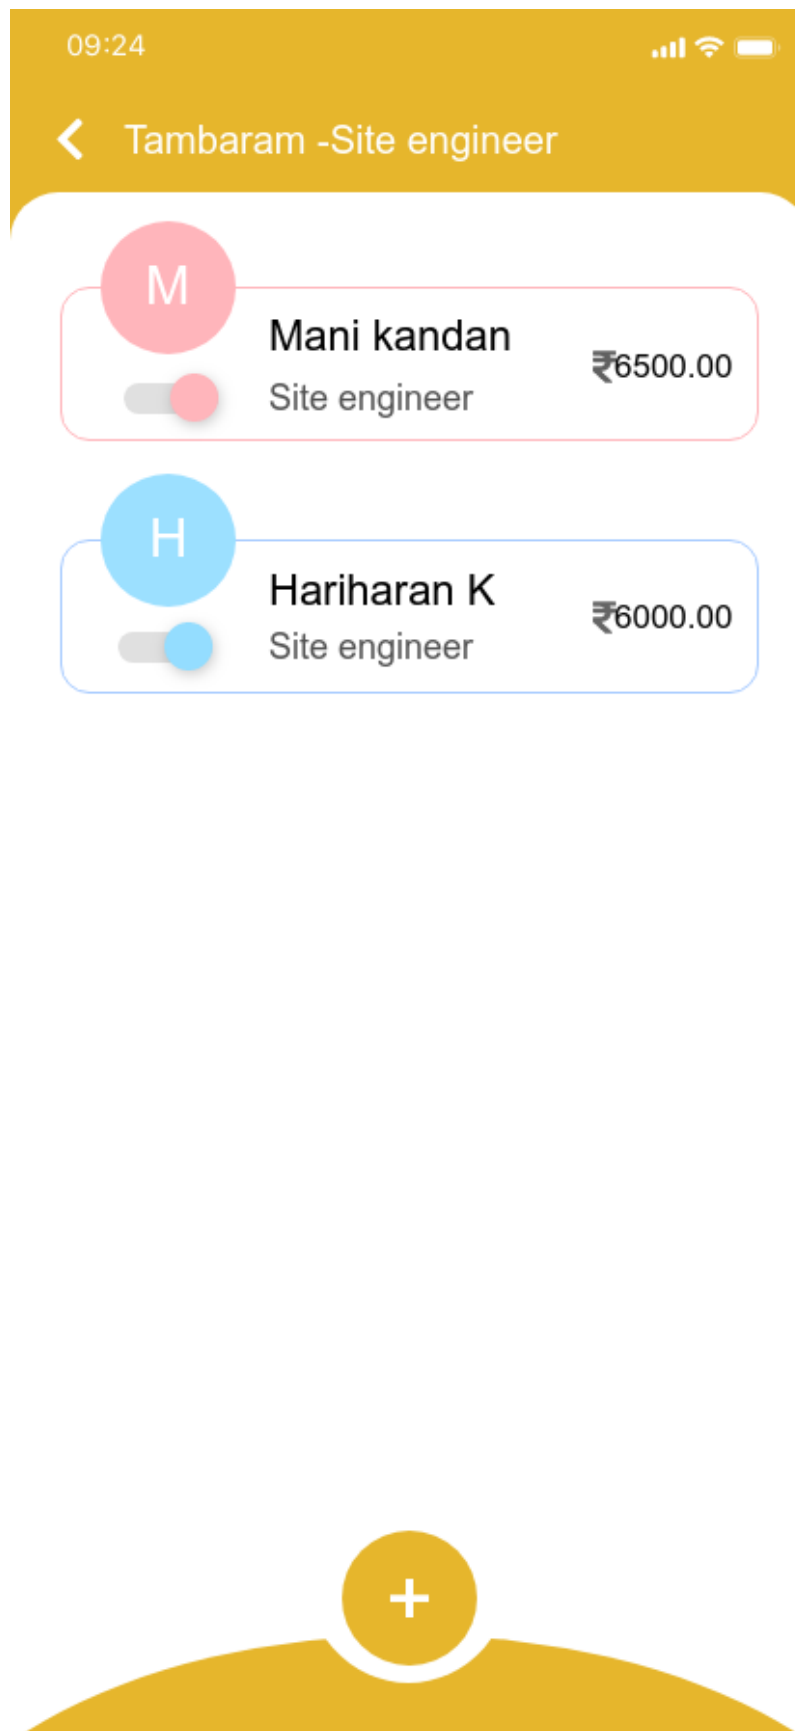 09:24
Tambaram -Site engineer
M
Mani kandan
₹6500.00
Site engineer
H
Hariharan K
₹6000.00
Site engineer
+